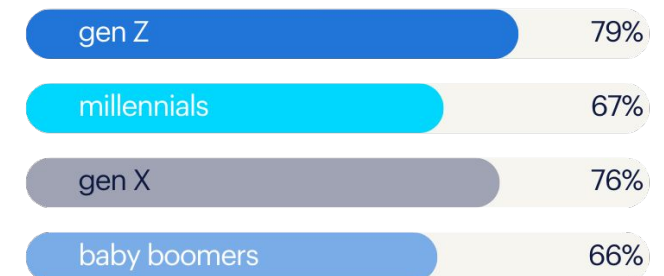 gen Z 79%
millennials 67%
gen X 76%
baby boomers 66%